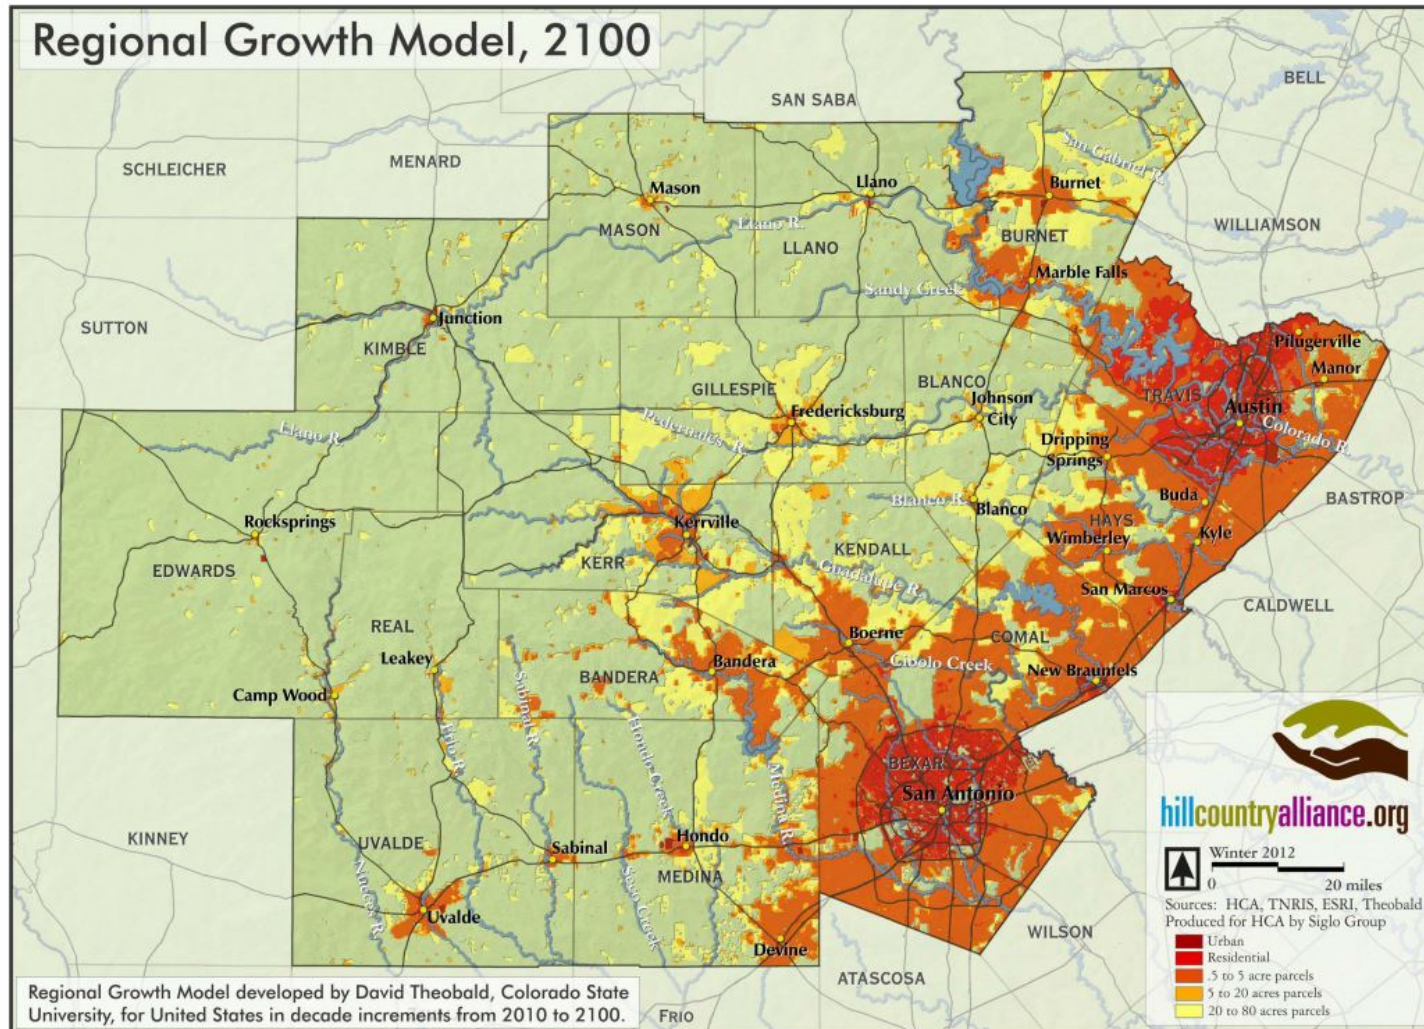 Regional Growth Model, 2100
BELL
SAN SABA
SCHLEICHER
MENARD
San Gabriel R.
Mason
Llano
Burnet
WILLIAMSON
MASON
Llano R.
LLANO
BURNET
Marble Falls
Sandy Creek
SUTTON
Junction
KIMBLE
Pflugerville
Manor
GILLESPIE
BLANCO
Johnson
City
TRAVIS
Austin
Fredericksburg
Pedernales R.
Llano R.
Colorado R.
Dripping
Springs
BASTROP
Buda
Blanco R.
Blanco
Rocksprings
Kerrville
HAYS
Wimberley
Kyle
EDWARDS
KERR
KENDALL
Guadalupe R.
San Marcos
CALDWELL
REAL
Boerne
COMAL
Leakey
Bandera
Cibolo Creek
New Braunfels
BANDERA
Camp Wood
Sabinal R.
Frio R.
Hondo Creek
Medina R.
BEXAR
San Antonio
hillcountryalliance.org
KINNEY
UVALDE
Sabinal
Hondo
MEDINA
Winter 2012
0 20 miles
Nueces R.
Seco Creek
Uvalde
Devine
WILSON
Sources: HCA, TNRIS, ESRI, Theobald
Produced for HCA by Siglo Group
Urban
Residential
.5 to 5 acre parcels
5 to 20 acres parcels
20 to 80 acres parcels
ATASCOSA
FRIO
Regional Growth Model developed by David Theobald, Colorado State
University, for United States in decade increments from 2010 to 2100.